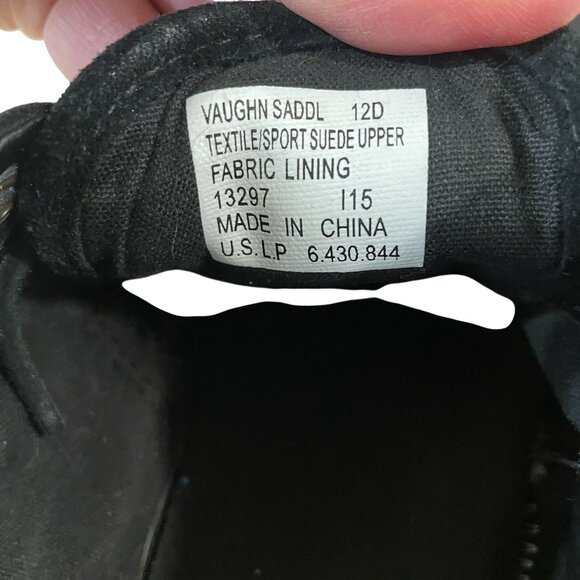 VAUGHN SADDL 12D
TEXTILE/SPORT SUEDE UPPER
FABRIC LINING
13297 I15
MADE IN CHINA
U.S.L.P 6.430.844